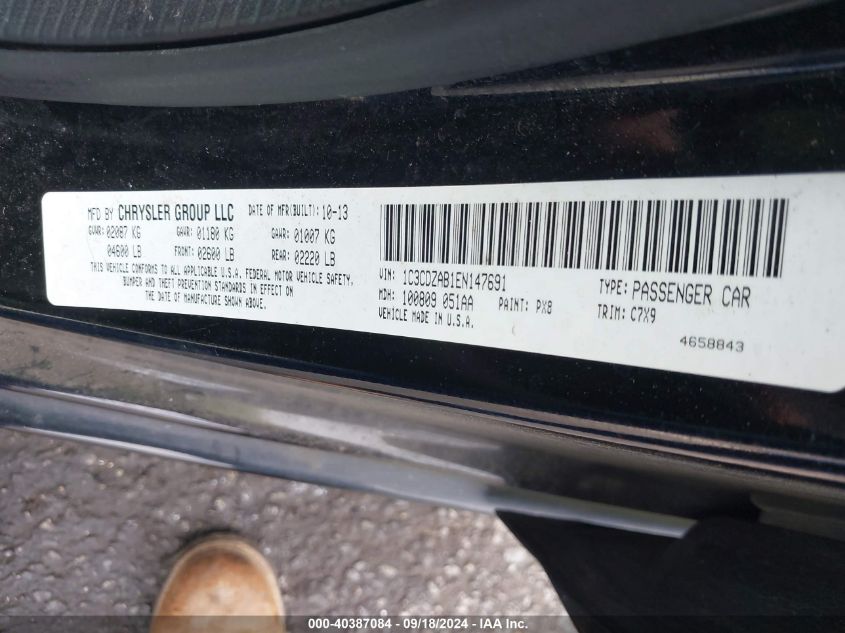 MFD BY CHRYSLER GROUP LLC DATE OF MFR(BUILT): 10-13
GVWR: 02087 KG GAWR: 01180 KG GAWR: 01007 KG
04600 LB FRONT: 02600 LB REAR: 02220 LB
THIS VEHICLE CONFORMS TO ALL APPLICABLE U.S.A. FEDERAL MOTOR VEHICLE SAFETY,
BUMPER AND THEFT PREVENTION STANDARDS IN EFFECT ON
THE DATE OF MANUFACTURE SHOWN ABOVE.
VIN: 1C3CDZAB1EN147691 TYPE: PASSENGER CAR
MDH: 100809 051AA PAINT: PX8 TRIM: C7X9
VEHICLE MADE IN U.S.A.
4658843
000-40387084 - 09/18/2024 - IAA Inc.